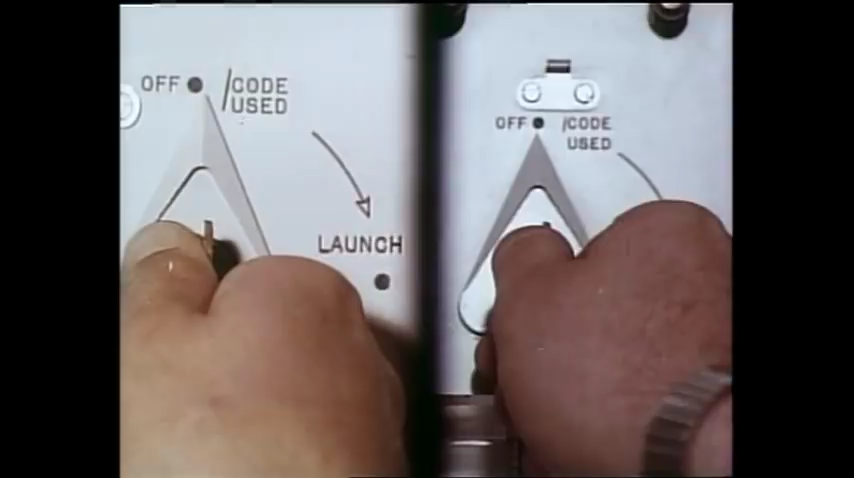 OFF /CODE
USED
LAUNCH
OFF /CODE
USED